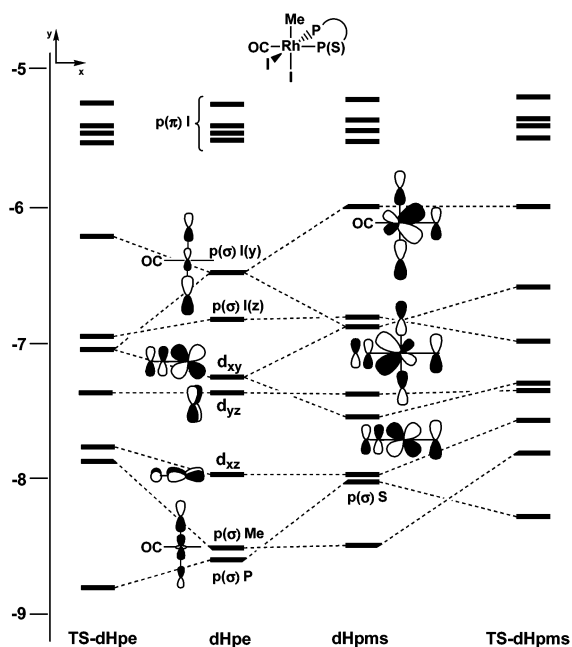 Me
P
OC Rh P(S)
I
I
y
x
-5
p(π) I
-6
OC
p(σ) I(y)
OC
p(σ) I(z)
-7
dxy
dyz
-8
dxz
p(σ) S
p(σ) Me
OC
p(σ) P
-9
TS-dHpe dHpe dHpms TS-dHpms